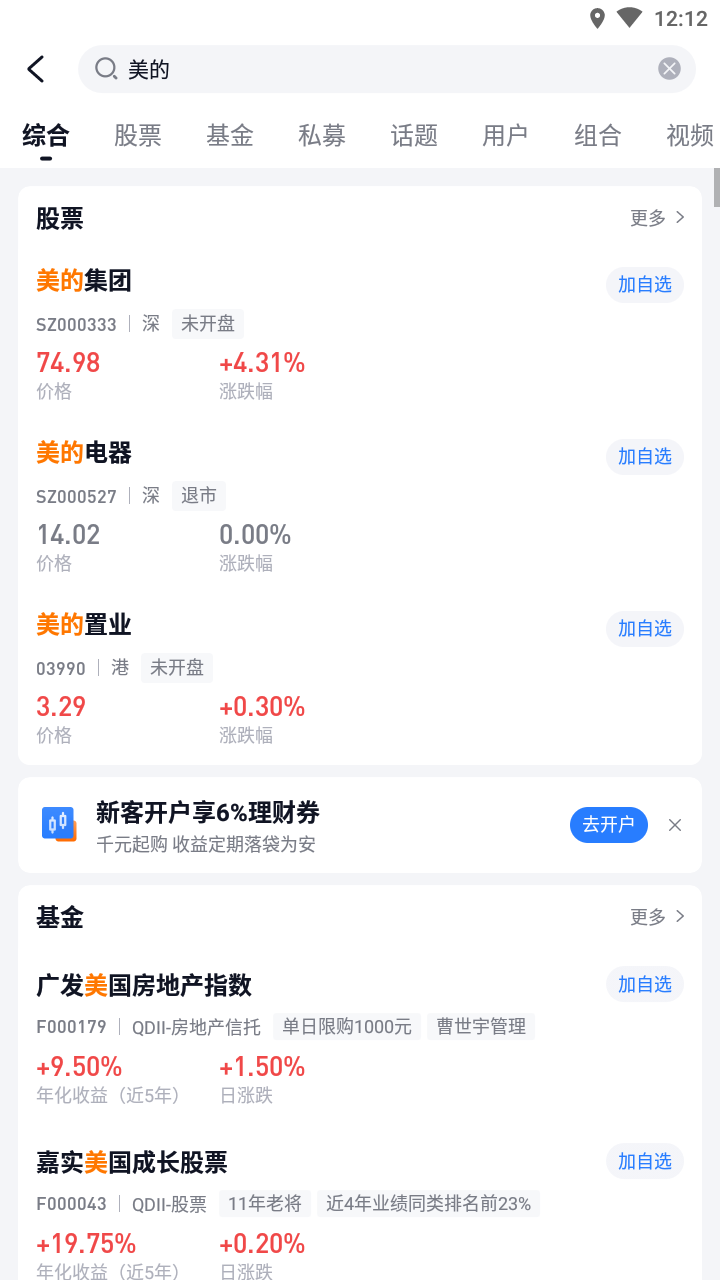 12:12
美的
综合 股票 基金 私募 话题 用户 组合 视频
股票 更多
美的集团 加自选
SZ000333 深 未开盘
74.98 +4.31%
价格 涨跌幅
美的电器 加自选
SZ000527 深 退市
14.02 0.00%
价格 涨跌幅
美的置业 加自选
03990 港 未开盘
3.29 +0.30%
价格 涨跌幅
新客开户享6%理财券
千元起购 收益定期落袋为安
去开户
基金 更多
广发美国房地产指数 加自选
F000179 QDII-房地产信托 单日限购1000元 曹世宇管理
+9.50% +1.50%
年化收益（近5年） 日涨跌
嘉实美国成长股票 加自选
F000043 QDII-股票 11年老将 近4年业绩同类排名前23%
+19.75% +0.20%
年化收益（近5年） 日涨跌